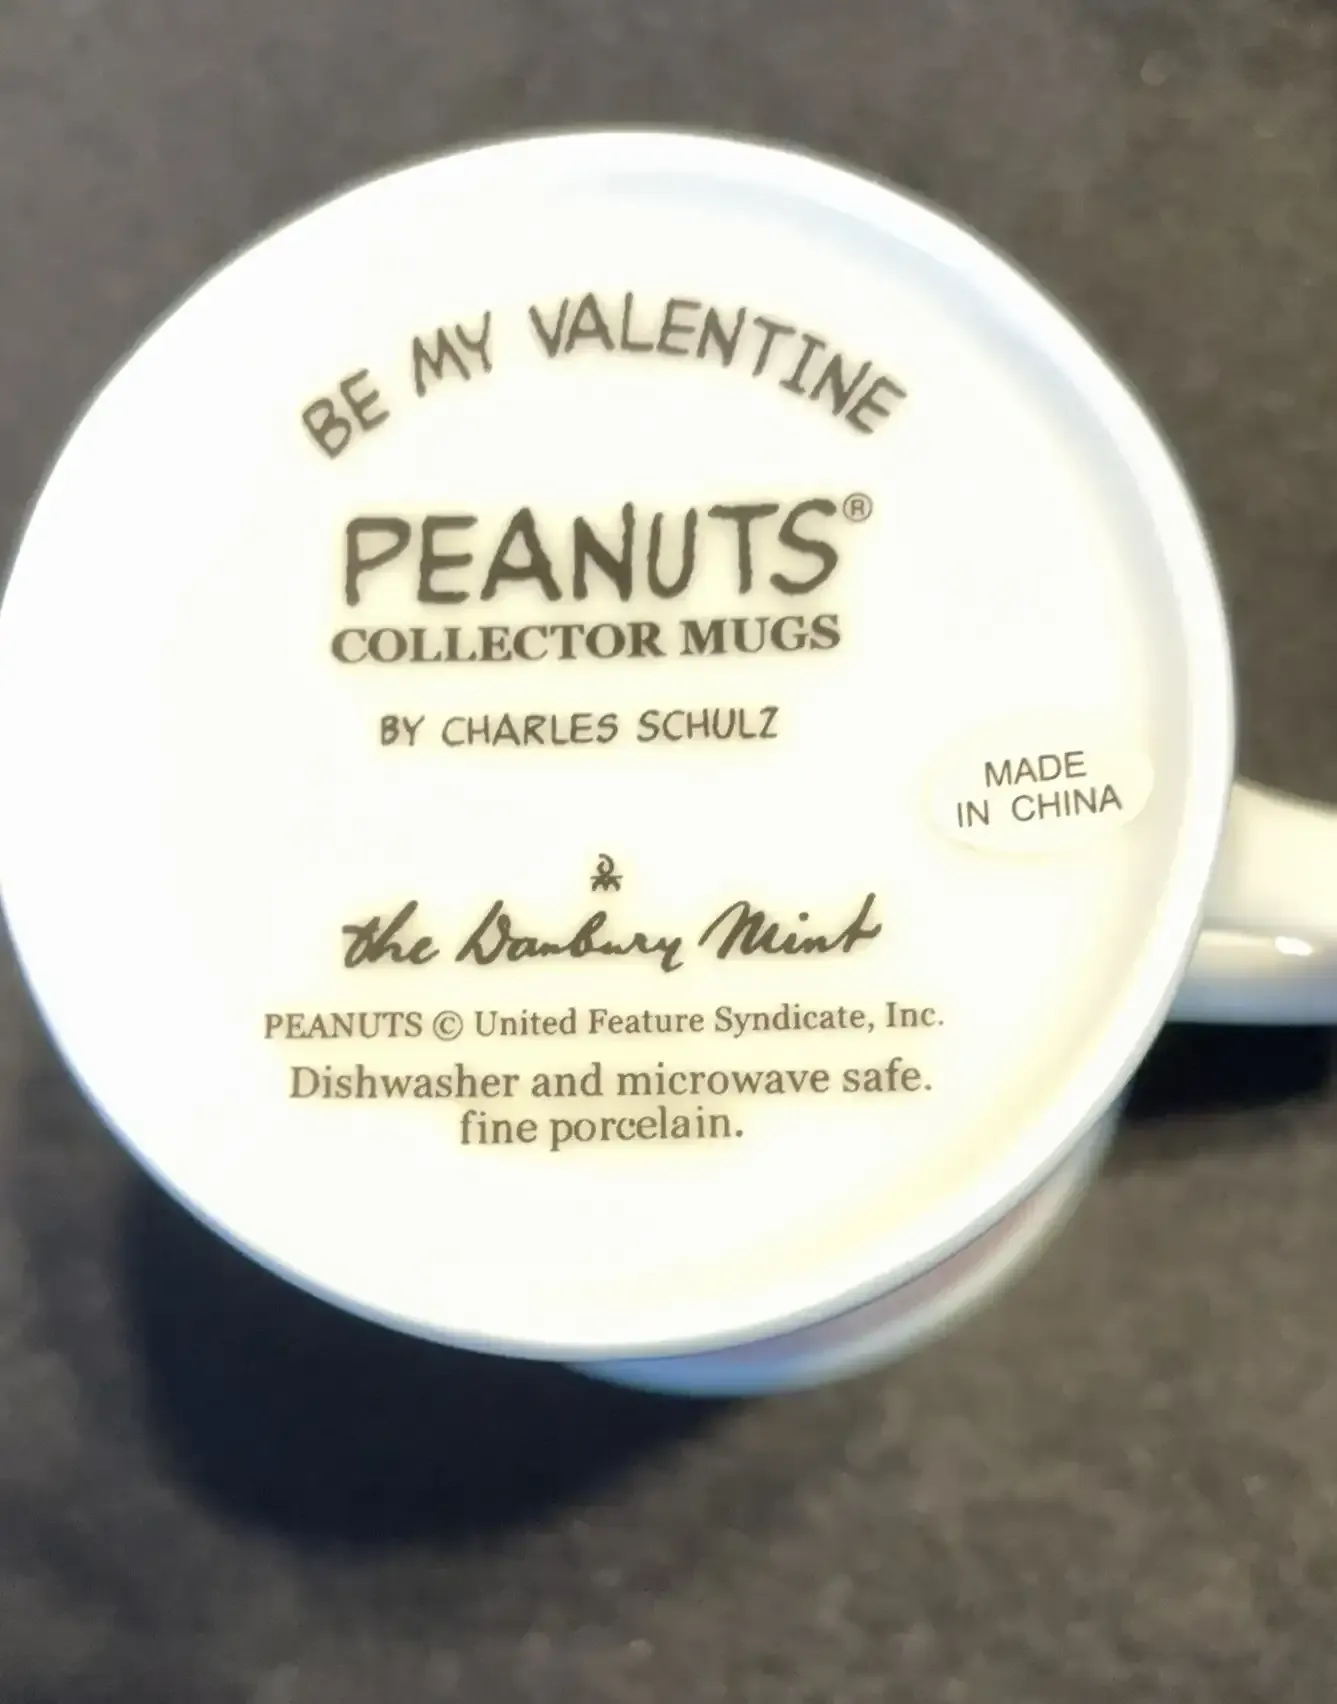 BE MY VALENTINE
PEANUTS®
COLLECTOR MUGS
BY CHARLES SCHULZ
MADE
IN CHINA
the Danbury Mint
PEANUTS © United Feature Syndicate, Inc.
Dishwasher and microwave safe.
fine porcelain.